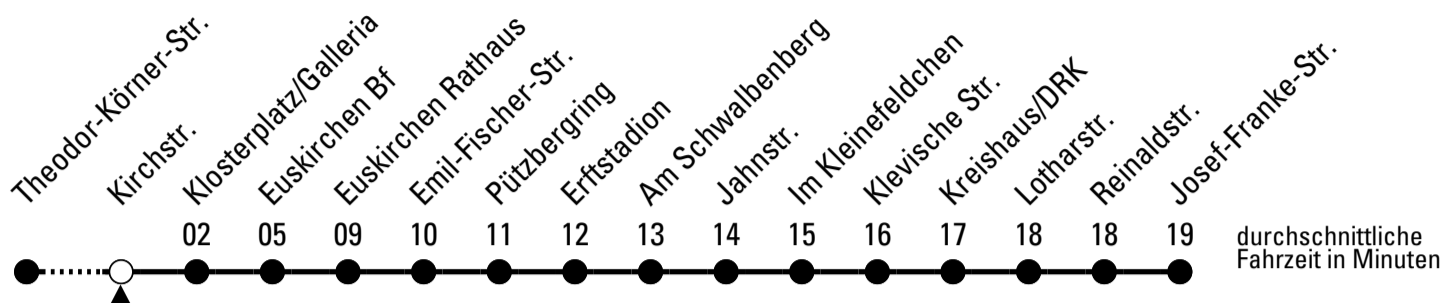 Theodor-Körner-Str.
Kirchstr.
Klosterplatz/Galleria
Euskirchen Bf
Euskirchen Rathaus
Emil-Fischer-Str.
Pützbergring
Erftstadion
Am Schwalbenberg
Jahnstr.
Im Kleinefeldchen
Klevische Str.
Kreishaus/DRK
Lotharstr.
Reinaldstr.
Josef-Franke-Str.
02 05 09 10 11 12 13 14 15 16 17 18 18 19
durchschnittliche
Fahrzeit in Minuten